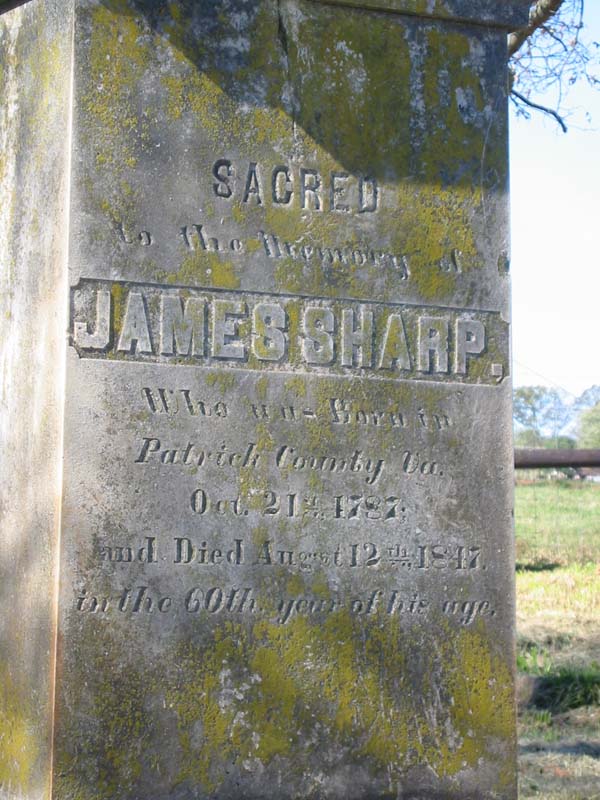 SACRED
to the Memory of
JAMES SHARP.
Who was Born in
Patrick County Va.
Oct. 21st, 1787;
and Died August 12th, 1847,
in the 60th year of his age.